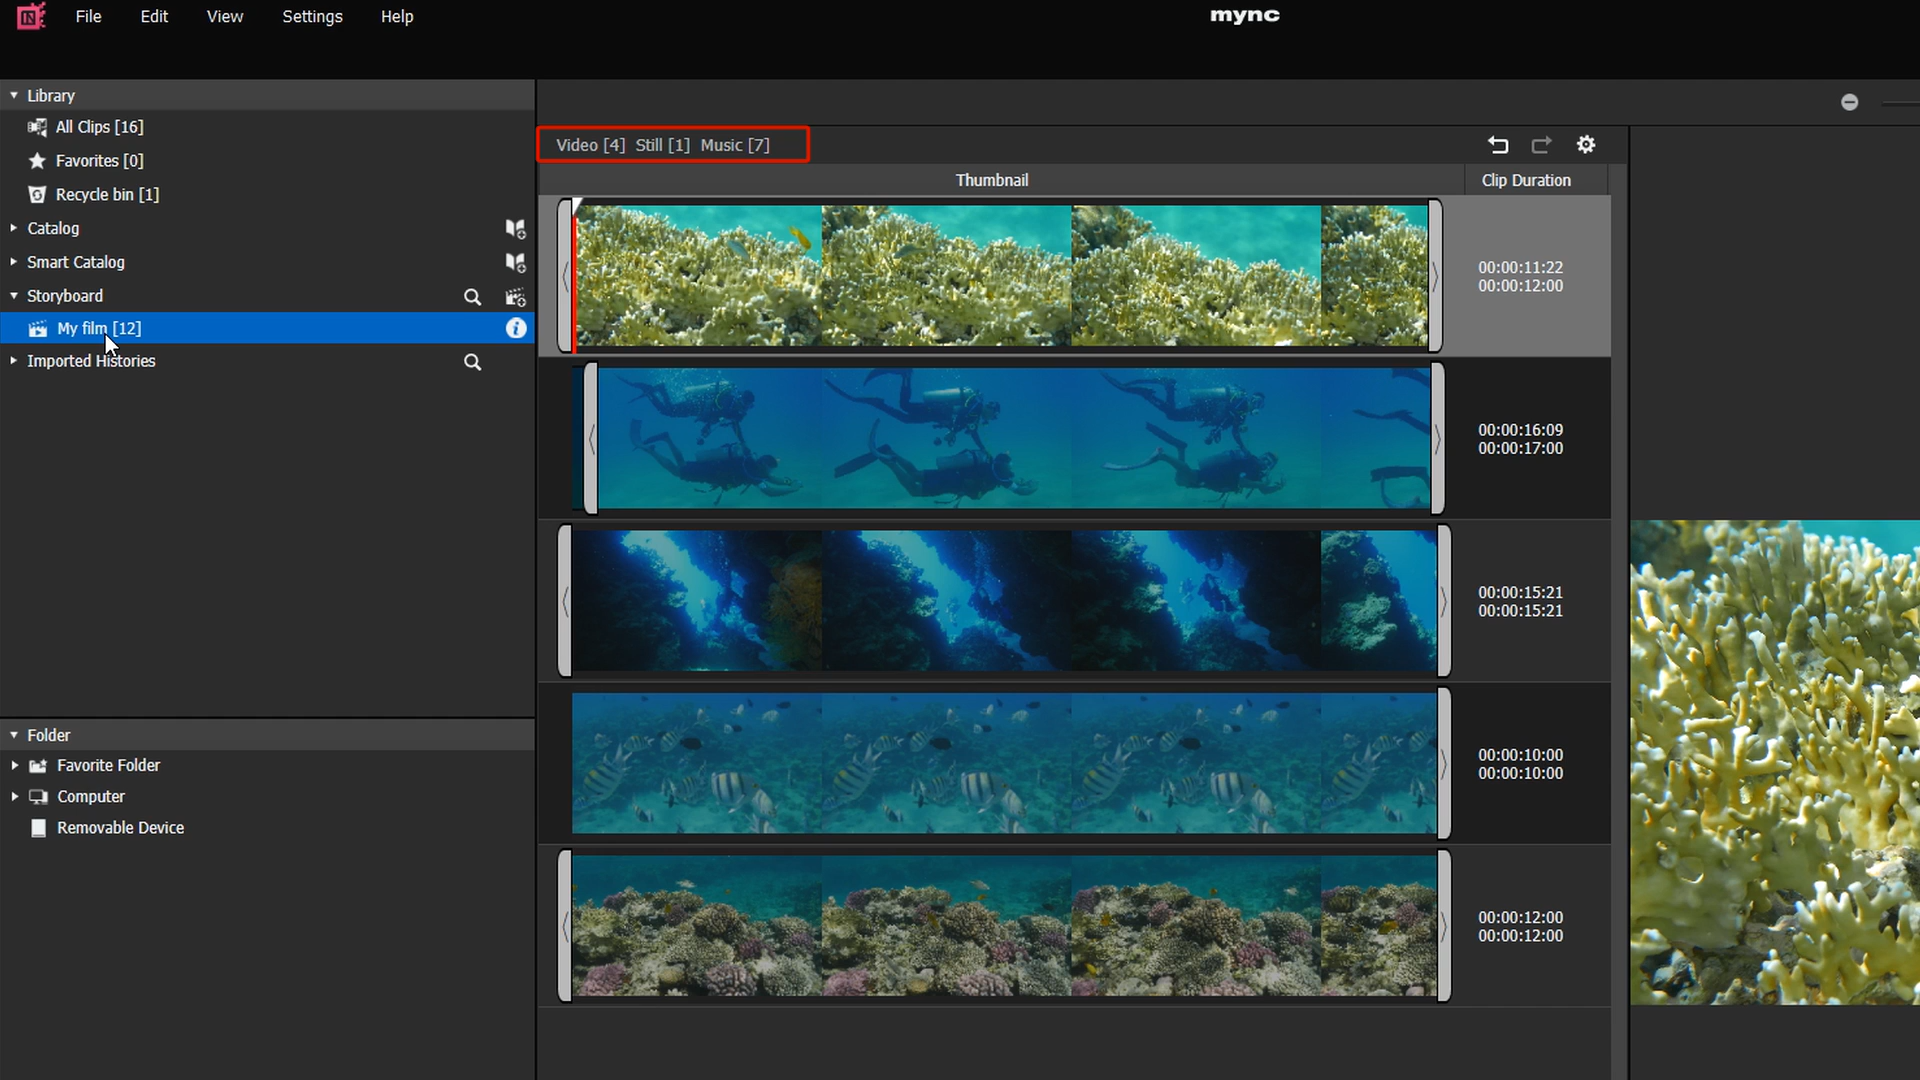 File Edit View Settings Help
mync
Library
All Clips [16]
Favorites [0]
Recycle bin [1]
Catalog
Smart Catalog
Storyboard
My film [12]
Imported Histories
Folder
Favorite Folder
Computer
Removable Device
Video [4] Still [1] Music [7]
Thumbnail Clip Duration
00:00:11:22
00:00:12:00
00:00:16:09
00:00:17:00
00:00:15:21
00:00:15:21
00:00:10:00
00:00:10:00
00:00:12:00
00:00:12:00